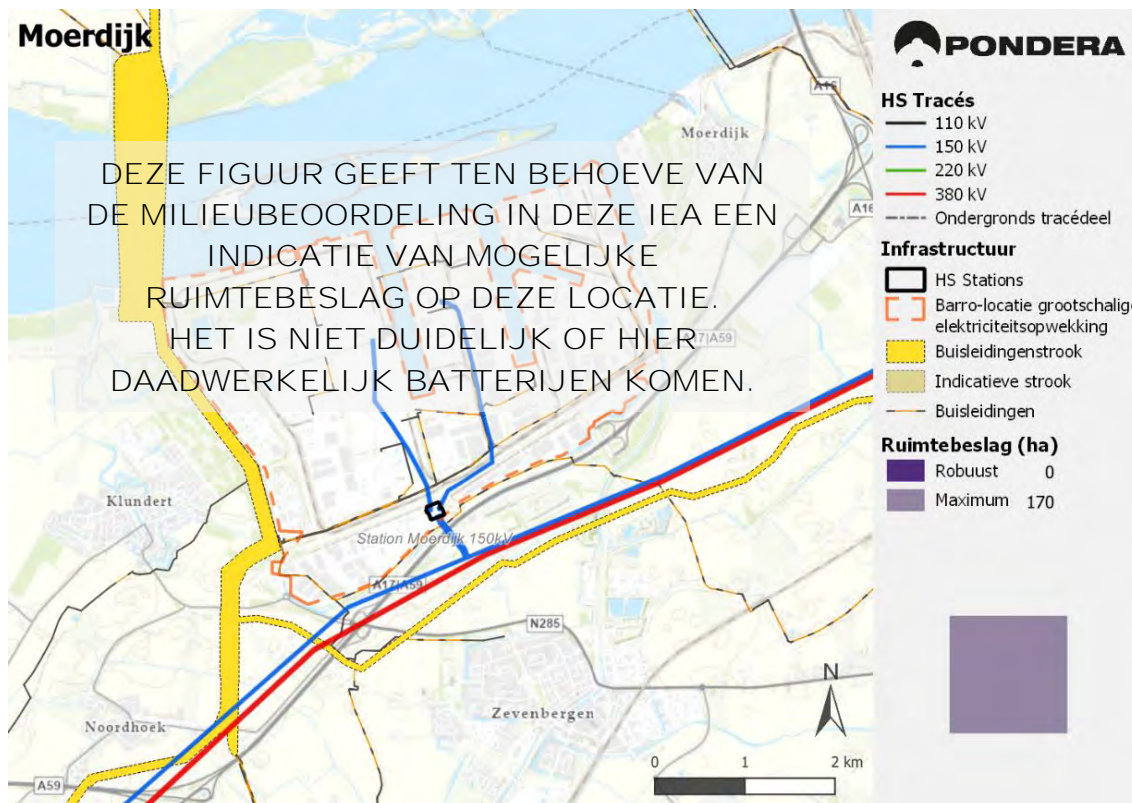 Moerdijk
PONDERA
DEZE FIGUUR GEEFT TEN BEHOEVE VAN
DE MILIEUBEOORDELING IN DEZE IEA EEN
INDICATIE VAN MOGELIJKE
RUIMTEBESLAG OP DEZE LOCATIE.
HET IS NIET DUIDELIJK OF HIER
DAADWERKELIJK BATTERIJEN KOMEN.
A16
Moerdijk
A16
17|A59
Klundert
Station Moerdijk 150kV
A17|A59
N285
Zevenbergen
Noordhoek
A59
N
0 1 2 km
HS Tracés
110 kV
150 kV
220 kV
380 kV
Ondergronds tracédeel
Infrastructuur
HS Stations
Barro-locatie grootschalige
elektriciteitsopwekking
Buisleidingenstrook
Indicatieve strook
Buisleidingen
Ruimtebeslag (ha)
Robuust 0
Maximum 170